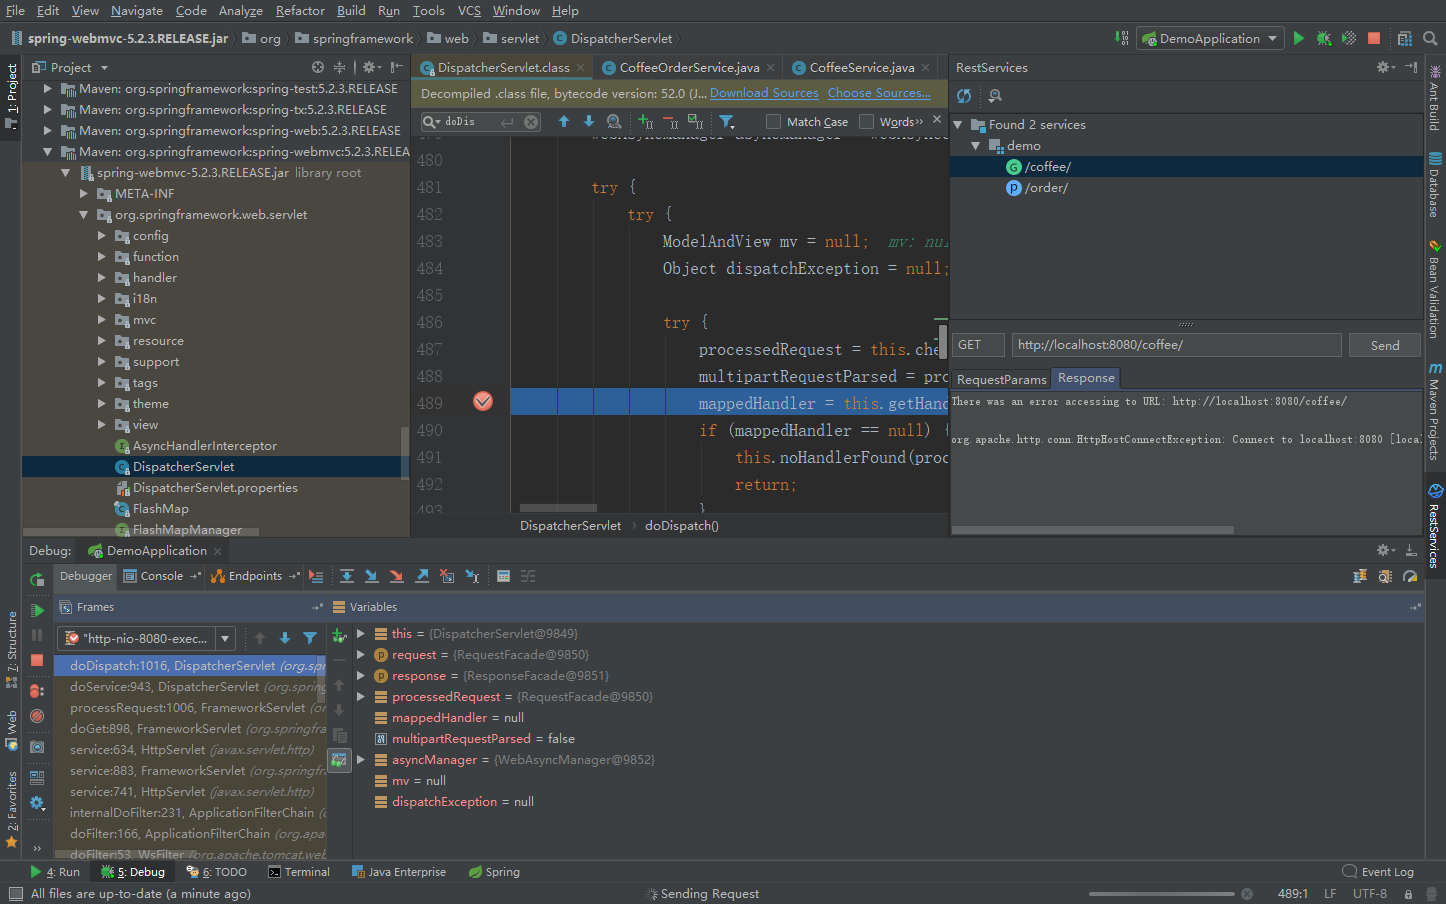 File Edit View Navigate Code Analyze Refactor Build Run Tools VCS Window Help
spring-webmvc-5.2.3.RELEASE.jar org springframework web servlet DispatcherServlet
DemoApplication
1: Project
7: Structure
Web
2: Favorites
Project
Maven: org.springframework:spring-test:5.2.3.RELEASE
Maven: org.springframework:spring-tx:5.2.3.RELEASE
Maven: org.springframework:spring-web:5.2.3.RELEASE
Maven: org.springframework:spring-webmvc:5.2.3.RELEA
spring-webmvc-5.2.3.RELEASE.jar library root
META-INF
org.springframework.web.servlet
config
function
handler
i18n
mvc
resource
support
tags
theme
view
AsyncHandlerInterceptor
DispatcherServlet
DispatcherServlet.properties
FlashMap
FlashMapManager
DispatcherServlet.class CoffeeOrderService.java CoffeeService.java
Decompiled .class file, bytecode version: 52.0 (J... Download Sources Choose Sources...
doDis Match Case Words
480
481 try {
482 try {
483 ModelAndView mv = null; mv: nul
484 Object dispatchException = null;
485
486 try {
487 processedRequest = this.che
488 multipartRequestParsed = pro
489 mappedHandler = this.getHand
490 if (mappedHandler == null) {
491 this.noHandlerFound(proc
492 return;
493 }
DispatcherServlet doDispatch()
RestServices
Found 2 services
demo
/coffee/
/order/
GET http://localhost:8080/coffee/ Send
RequestParams Response
There was an error accessing to URL: http://localhost:8080/coffee/
org.apache.http.conn.HttpHostConnectException: Connect to localhost:8080 [loca
Ant Build
Database
Bean Validation
Maven Projects
RestServices
Debug: DemoApplication
Debugger Console Endpoints
Frames
"http-nio-8080-exec...
doDispatch:1016, DispatcherServlet (org.spr
doService:943, DispatcherServlet (org.spring
processRequest:1006, FrameworkServlet (or
doGet:898, FrameworkServlet (org.springfra
service:634, HttpServlet (javax.servlet.http)
service:883, FrameworkServlet (org.springfr
service:741, HttpServlet (javax.servlet.http)
internalDoFilter:231, ApplicationFilterChain (o
doFilter:166, ApplicationFilterChain (org.apa
doFilter:53, WsFilter (org.apache.tomcat.web
Variables
this = {DispatcherServlet@9849}
request = {RequestFacade@9850}
response = {ResponseFacade@9851}
processedRequest = {RequestFacade@9850}
mappedHandler = null
multipartRequestParsed = false
asyncManager = {WebAsyncManager@9852}
mv = null
dispatchException = null
4: Run 5: Debug 6: TODO Terminal Java Enterprise Spring Event Log
All files are up-to-date (a minute ago) Sending Request 489:1 LF UTF-8